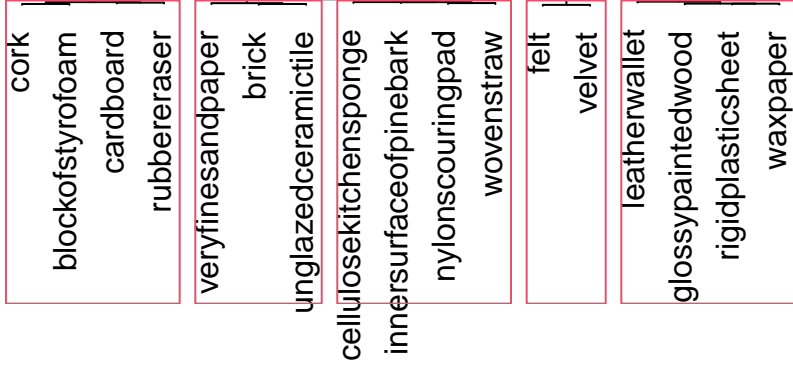 cork
blockofstyrofoam
cardboard
rubbereraser
veryfinesandpaper
brick
unglazedceramictile
cellulosekitchensponge
innersurfaceofpinebark
nylonscouringpad
wovenstraw
felt
velvet
leatherwallet
glossypaintedwood
rigidplasticsheet
waxpaper